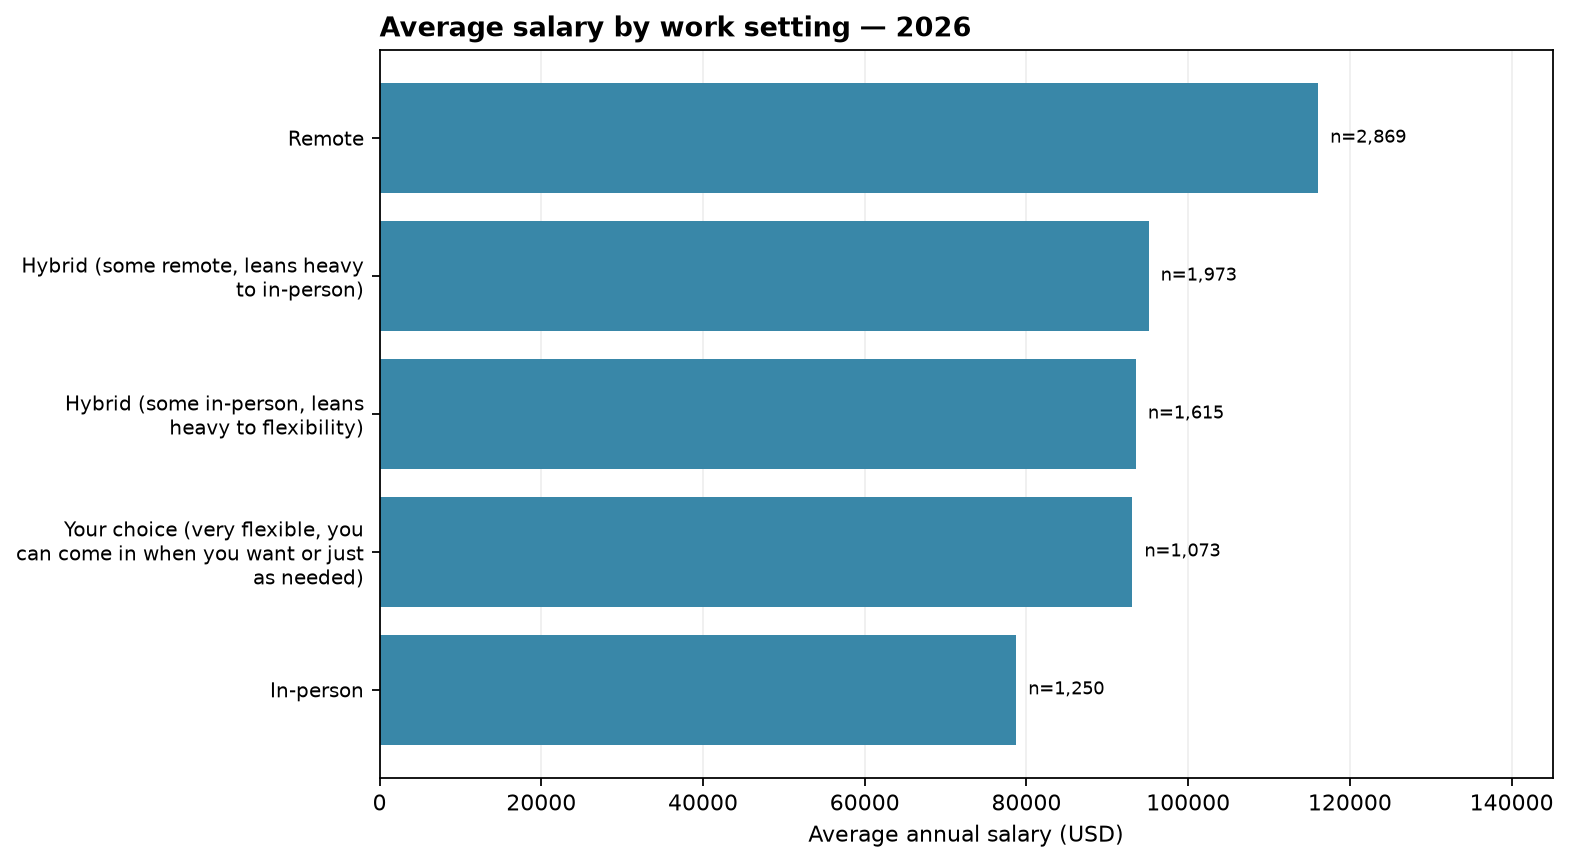 Average salary by work setting — 2026
Remote
n=2,869
Hybrid (some remote, leans heavy
to in-person)
n=1,973
Hybrid (some in-person, leans
heavy to flexibility)
n=1,615
Your choice (very flexible, you
can come in when you want or just
as needed)
n=1,073
In-person
n=1,250
0 20000 40000 60000 80000 100000 120000 140000
Average annual salary (USD)